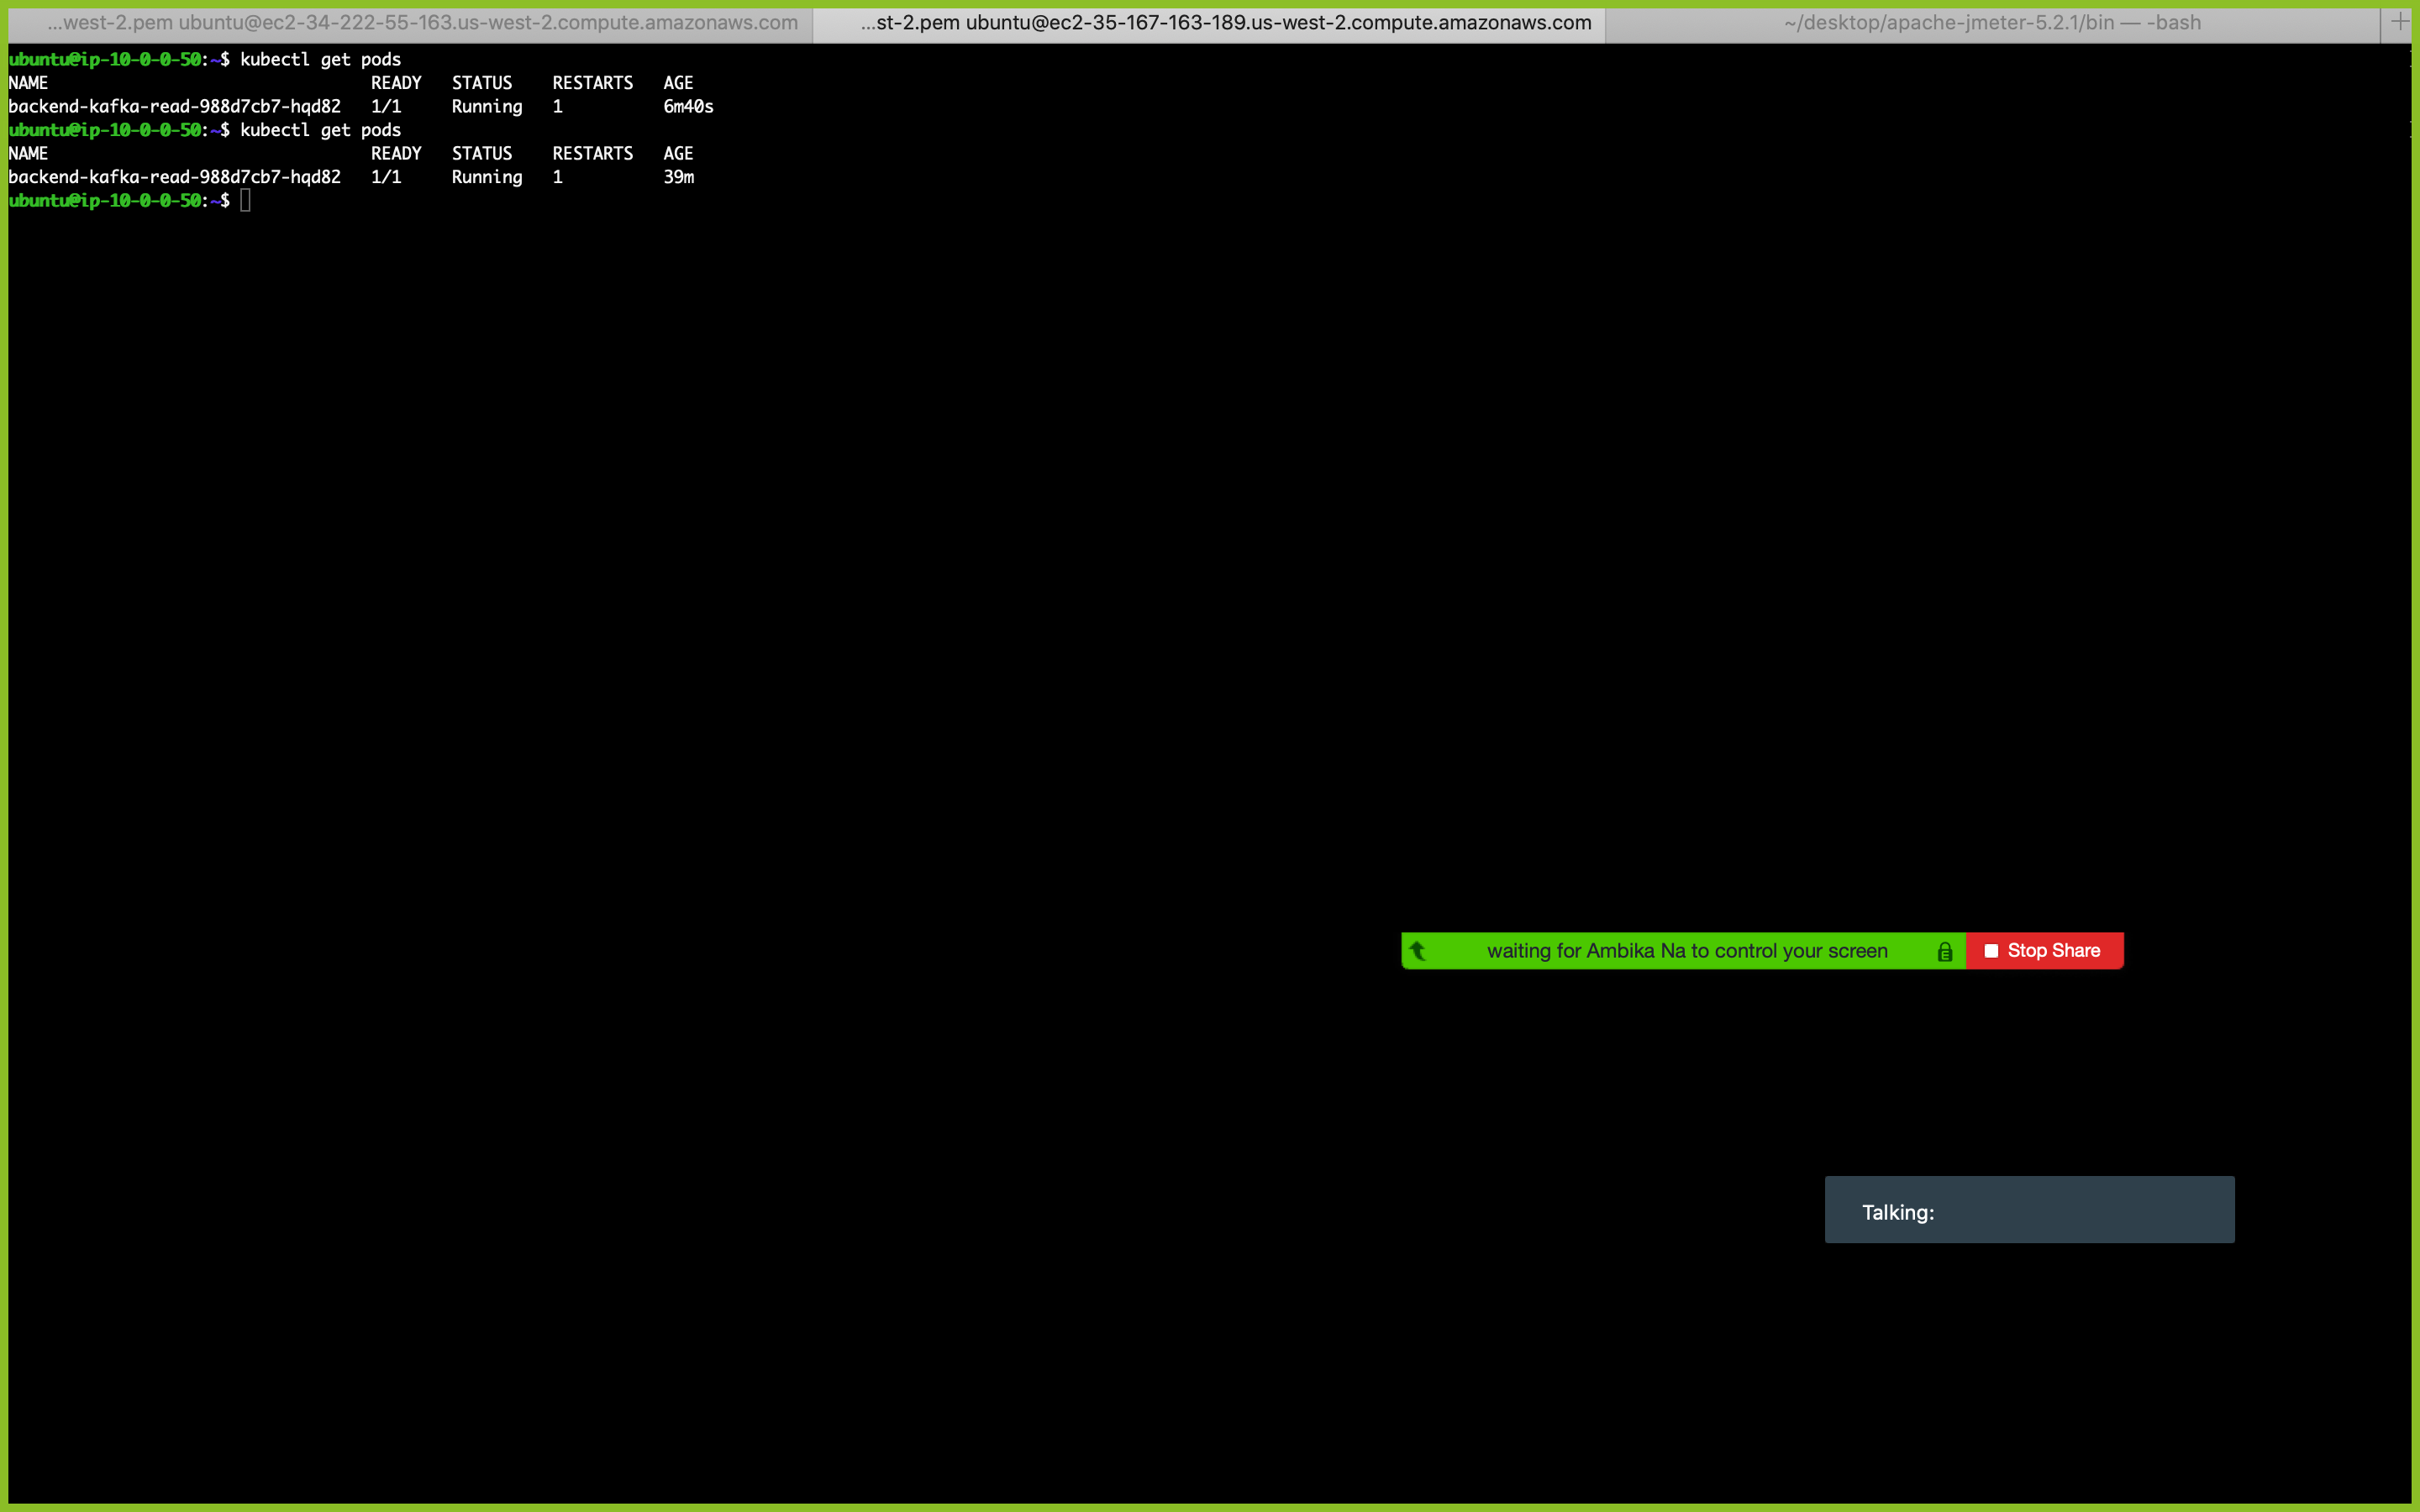 ...west-2.pem ubuntu@ec2-34-222-55-163.us-west-2.compute.amazonaws.com ...st-2.pem ubuntu@ec2-35-167-163-189.us-west-2.compute.amazonaws.com ~/desktop/apache-jmeter-5.2.1/bin — -bash
ubuntu@ip-10-0-0-50:~$ kubectl get pods
NAME READY STATUS RESTARTS AGE
backend-kafka-read-988d7cb7-hqd82 1/1 Running 1 6m40s
ubuntu@ip-10-0-0-50:~$ kubectl get pods
NAME READY STATUS RESTARTS AGE
backend-kafka-read-988d7cb7-hqd82 1/1 Running 1 39m
ubuntu@ip-10-0-0-50:~$
waiting for Ambika Na to control your screen Stop Share
Talking: